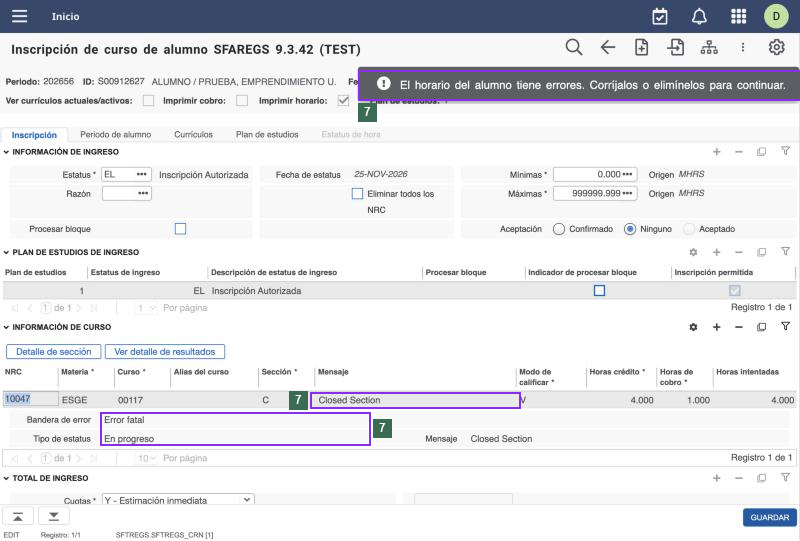 Inicio
D
Inscripción de curso de alumno SFAREGS 9.3.42 (TEST)
Periodo: 202656 ID: S00912627 ALUMNO / PRUEBA, EMPRENDIMIENTO U.
El horario del alumno tiene errores. Corríjalos o elimínelos para continuar.
Ver currículos actuales/activos: Imprimir cobro: Imprimir horario:
7
Inscripción Periodo de alumno Currículos Plan de estudios Estatus de hora
INFORMACIÓN DE INGRESO
Estatus * EL ••• Inscripción Autorizada Fecha de estatus 25-NOV-2026 Mínimas * 0.000 ••• Origen MHRS
Razón ••• Eliminar todos los NRC Máximas * 999999.999 ••• Origen MHRS
Procesar bloque Aceptación Confirmado Ninguno Aceptado
PLAN DE ESTUDIOS DE INGRESO
Plan de estudios Estatus de ingreso Descripción de estatus de ingreso Procesar bloque Indicador de procesar bloque Inscripción permitida
1 EL Inscripción Autorizada
1 de 1 1 Por página Registro 1 de 1
INFORMACIÓN DE CURSO
Detalle de sección Ver detalle de resultados
NRC Materia * Curso * Alias del curso Sección * Mensaje Modo de calificar * Horas crédito * Horas de cobro * Horas intentadas
10047 ESGE 00117 C 7 Closed Section V 4.000 1.000 4.000
Bandera de error Error fatal
7
Tipo de estatus En progreso Mensaje Closed Section
1 de 1 10 Por página Registro 1 de 1
TOTAL DE INGRESO
Cuotas * Y - Estimación inmediata
GUARDAR
EDIT Registro: 1/1 SFTREGS.SFTREGS_CRN [1]